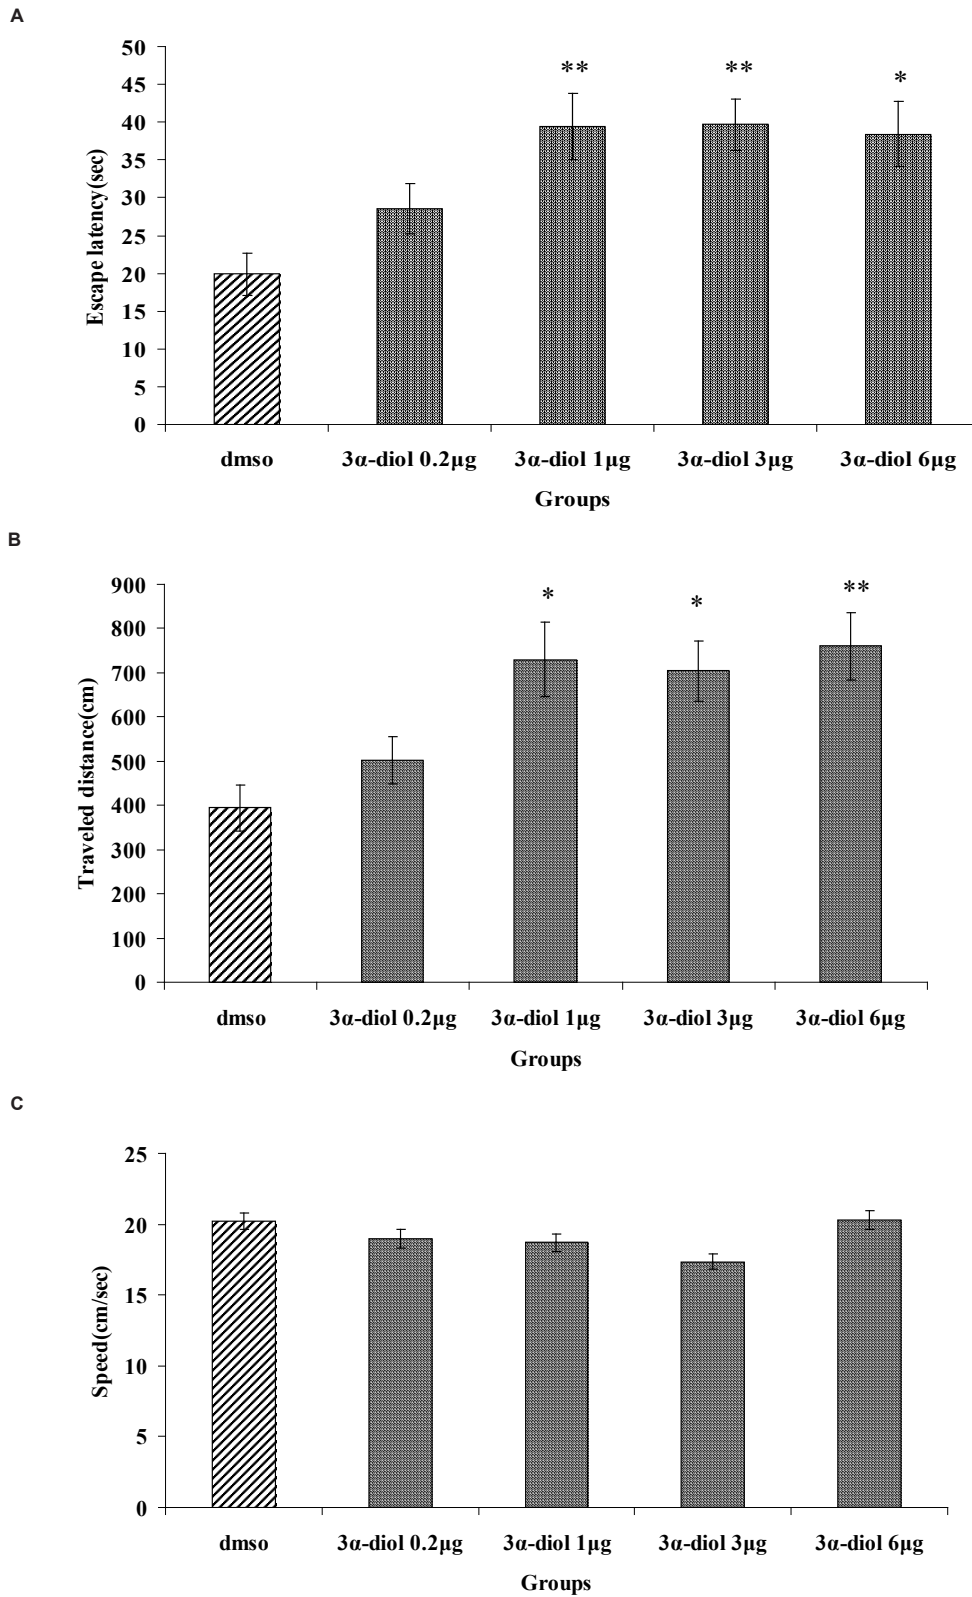 A
50
45
40
35
30
25
20
15
10
5
0
Escape latency(sec)
**
**
*
dmso
3α-diol 0.2µg
3α-diol 1µg
3α-diol 3µg
3α-diol 6µg
Groups
B
900
800
700
600
500
400
300
200
100
0
Traveled distance(cm)
*
*
**
dmso
3α-diol 0.2µg
3α-diol 1µg
3α-diol 3µg
3α-diol 6µg
Groups
C
25
20
15
10
5
0
Speed(cm/sec)
dmso
3α-diol 0.2µg
3α-diol 1µg
3α-diol 3µg
3α-diol 6µg
Groups